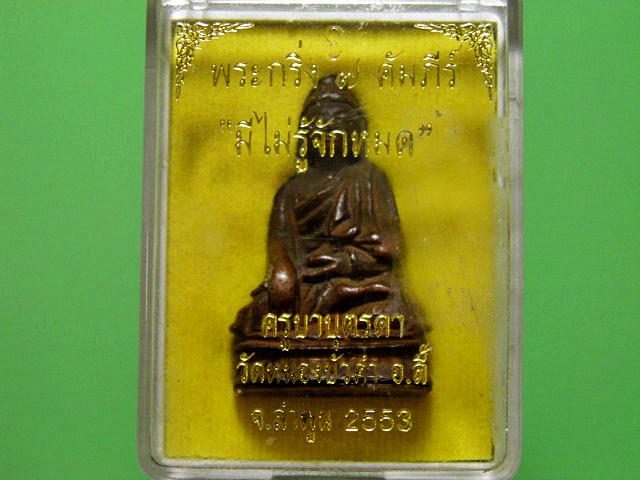 พระกริ่ง ๗ คัมภีร์
"มีไม่รู้จักหมด"
ครูบาบุตรดา
วัดหนองบัวคำ อ.ลี้
จ.ลำพูน 2553